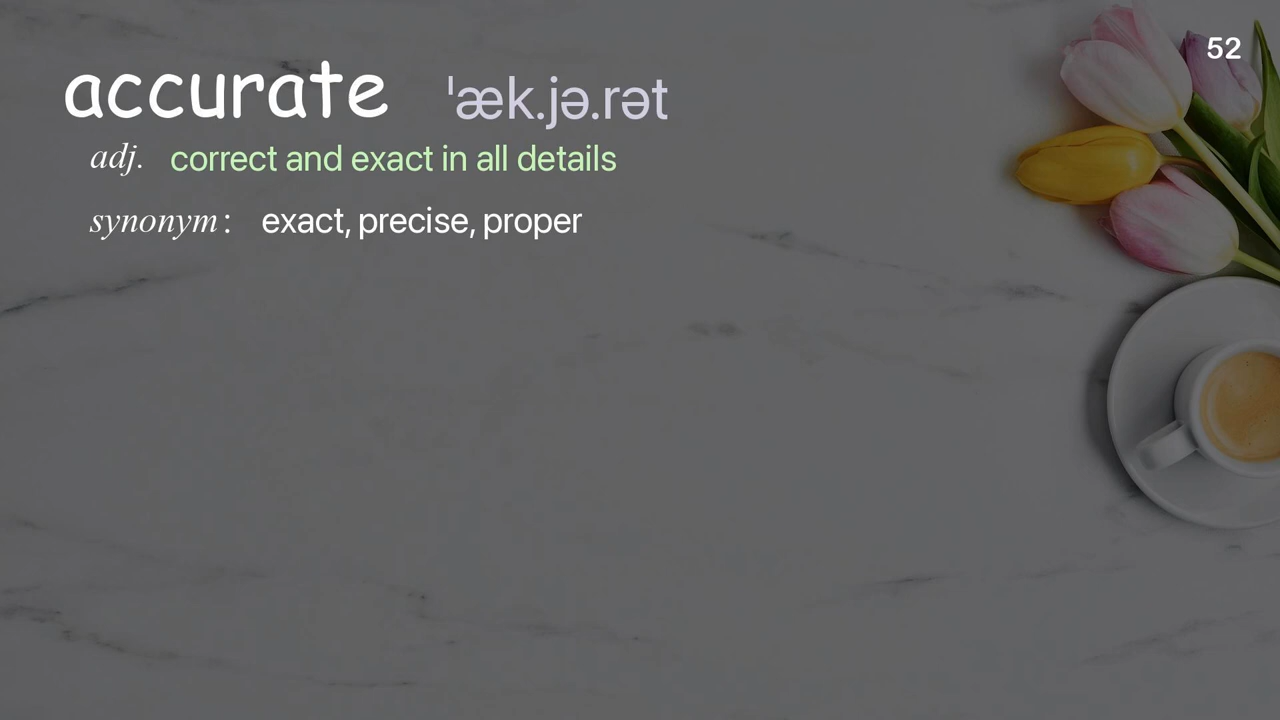 52
accurate ˈæk.jə.rət
adj. correct and exact in all details
synonym: exact, precise, proper